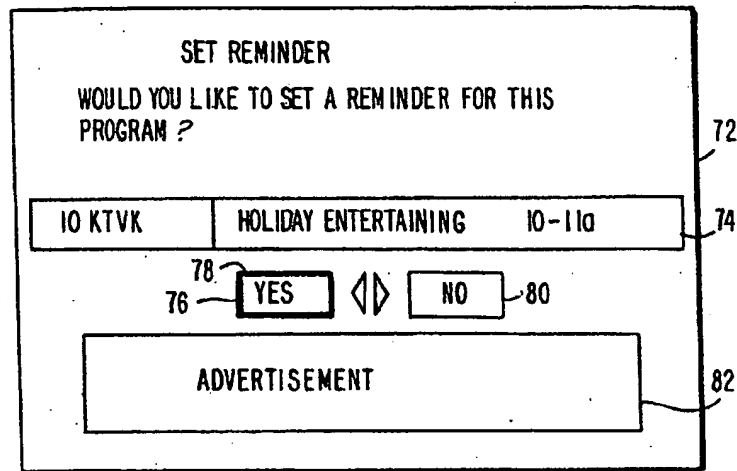 SET REMINDER
WOULD YOU LIKE TO SET A REMINDER FOR THIS
PROGRAM ?
72
10 KTVK HOLIDAY ENTERTAINING 10-11a 74
78
76 YES NO 80
ADVERTISEMENT
82